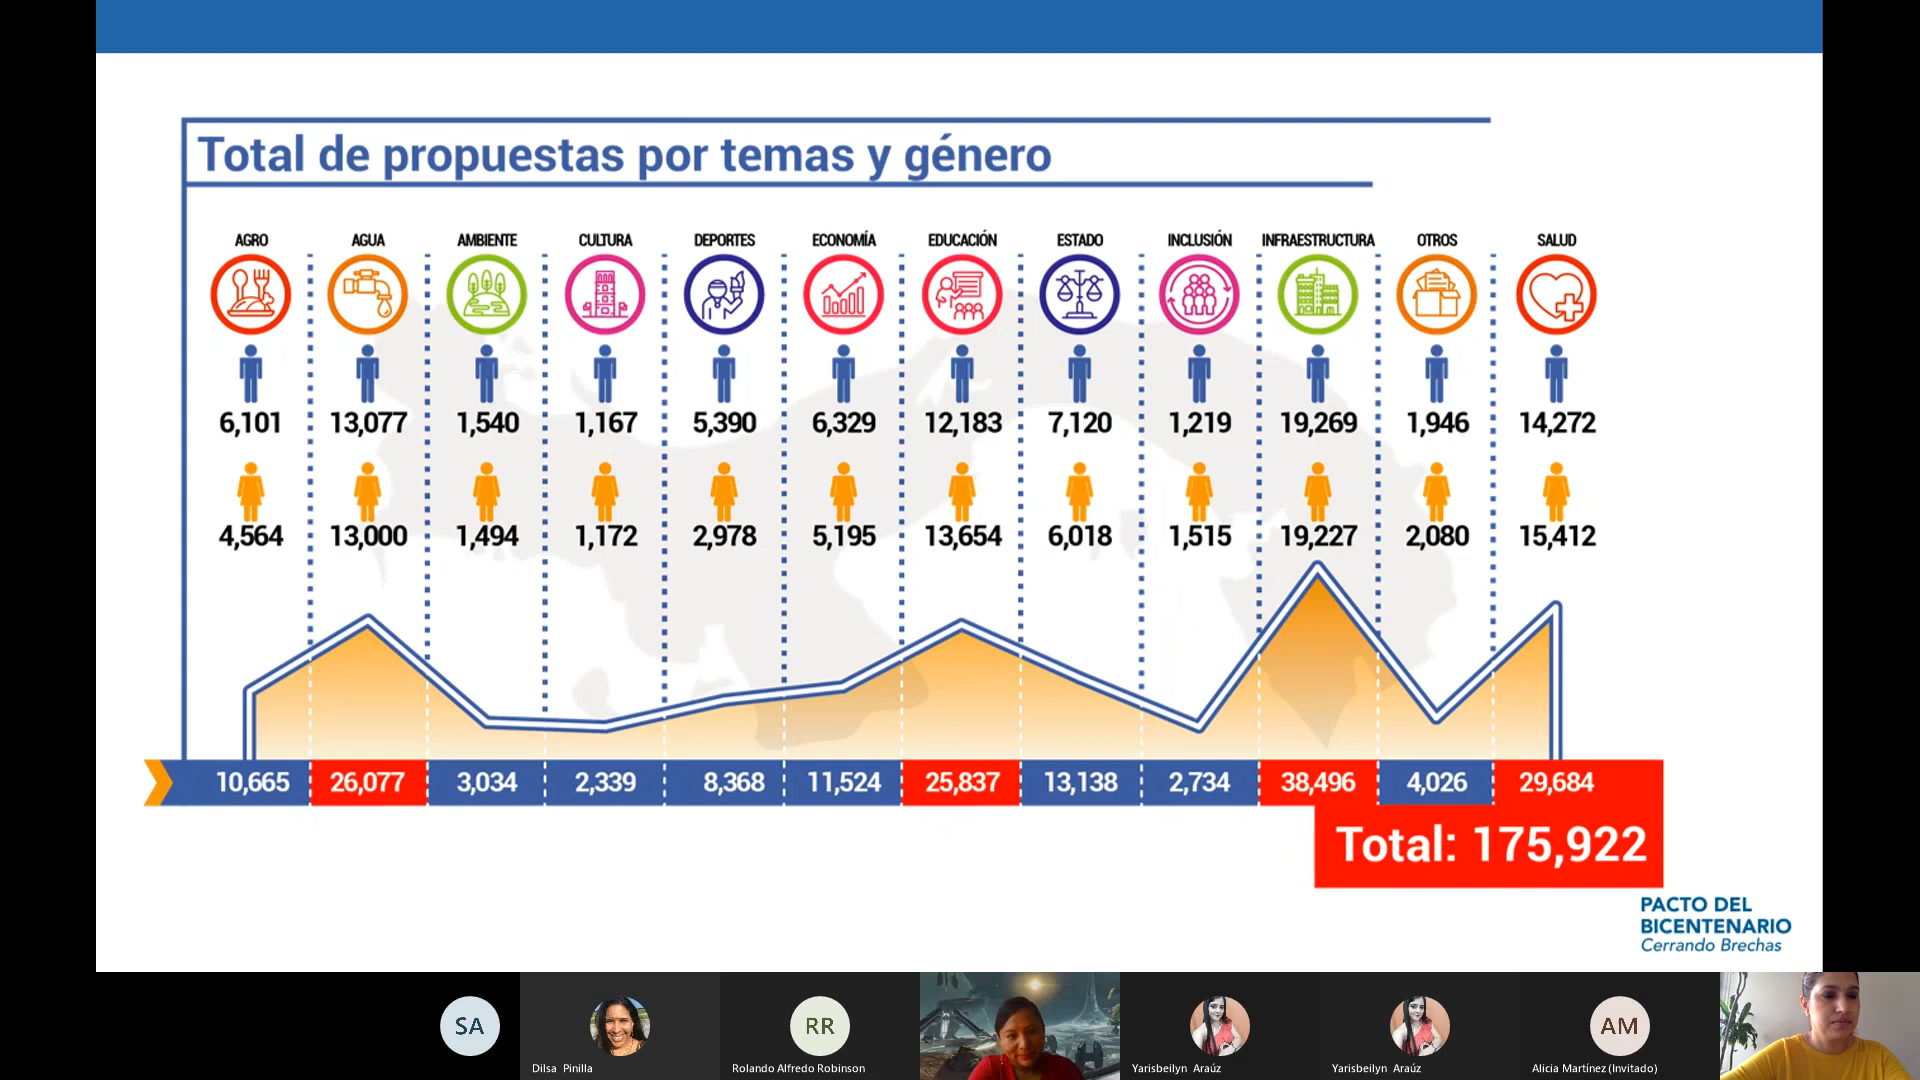 Total de propuestas por temas y género
AGRO AGUA AMBIENTE CULTURA DEPORTES ECONOMÍA EDUCACIÓN ESTADO INCLUSIÓN INFRAESTRUCTURA OTROS SALUD
6,101 13,077 1,540 1,167 5,390 6,329 12,183 7,120 1,219 19,269 1,946 14,272
4,564 13,000 1,494 1,172 2,978 5,195 13,654 6,018 1,515 19,227 2,080 15,412
10,665 26,077 3,034 2,339 8,368 11,524 25,837 13,138 2,734 38,496 4,026 29,684
Total: 175,922
PACTO DEL
BICENTENARIO
Cerrando Brechas
SA RR AM
Dilsa Pinilla Rolando Alfredo Robinson Yarisbeilyn Araúz Yarisbeilyn Araúz Alicia Martínez (Invitado)